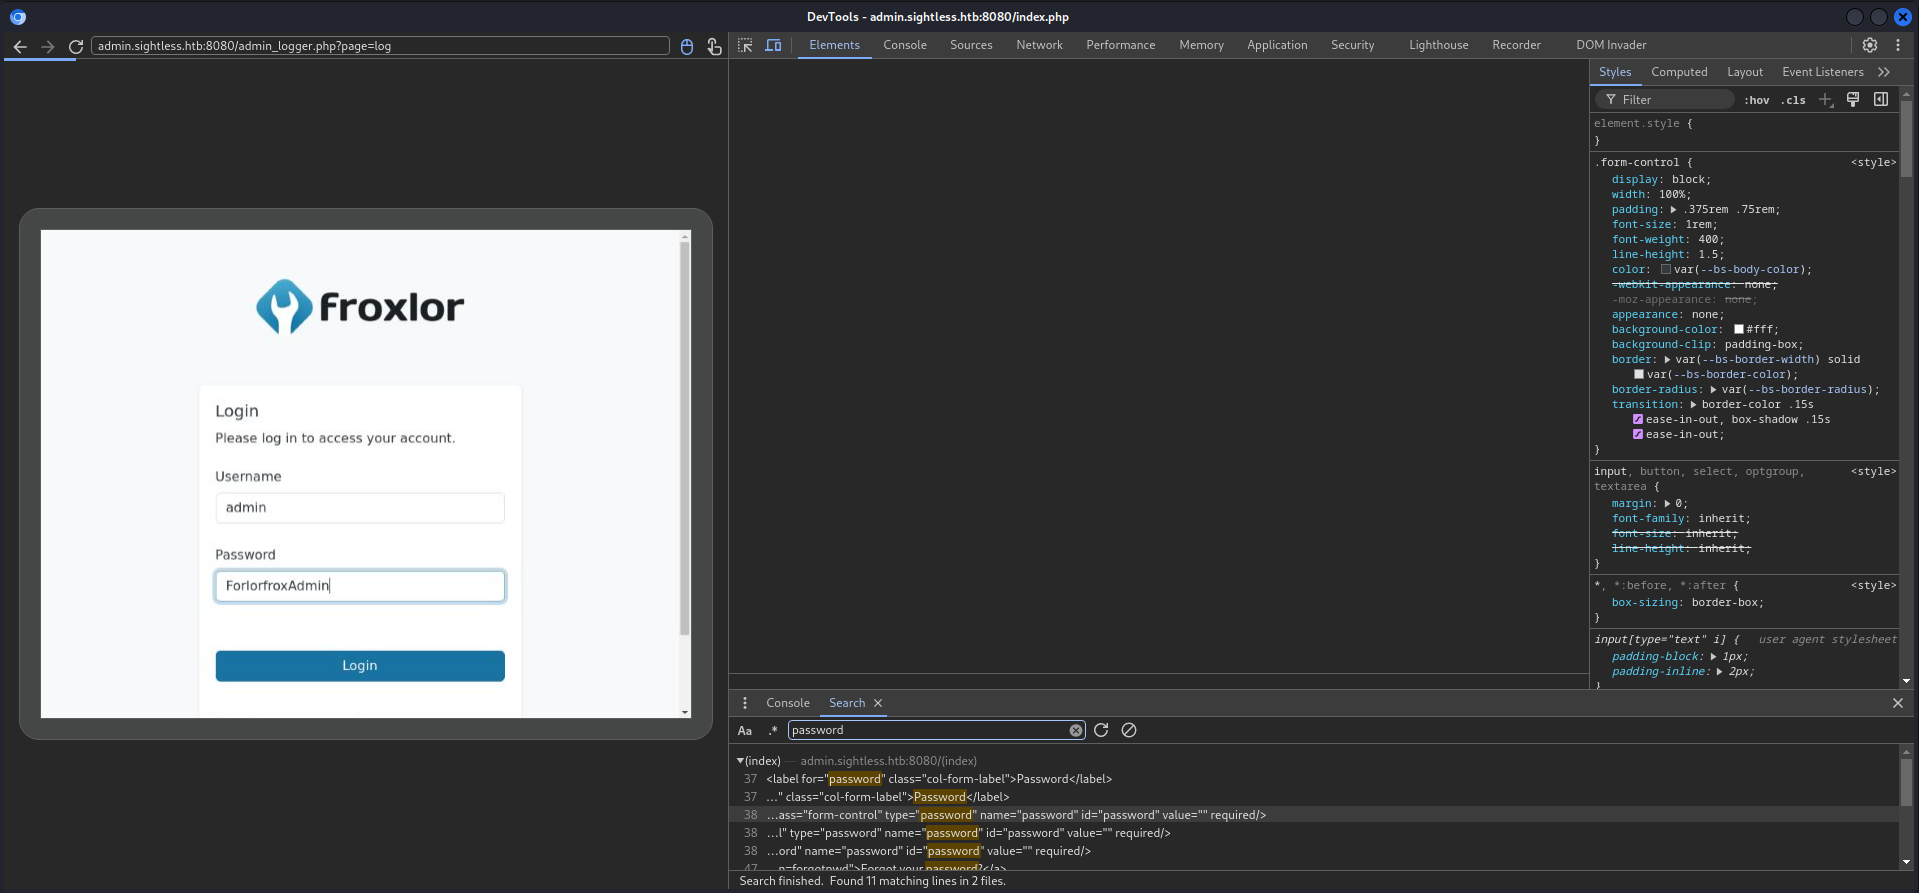 DevTools - admin.sightless.htb:8080/index.php
admin.sightless.htb:8080/admin_logger.php?page=log
Elements Console Sources Network Performance Memory Application Security Lighthouse Recorder DOM Invader
froxlor
Login
Please log in to access your account.
Username
admin
Password
ForlorfroxAdmin
Login
Styles Computed Layout Event Listeners
Filter :hov .cls
element.style {
}
.form-control { <style>
display: block;
width: 100%;
padding: .375rem .75rem;
font-size: 1rem;
font-weight: 400;
line-height: 1.5;
color: var(--bs-body-color);
-webkit-appearance: none;
-moz-appearance: none;
appearance: none;
background-color: #fff;
background-clip: padding-box;
border: var(--bs-border-width) solid
var(--bs-border-color);
border-radius: var(--bs-border-radius);
transition: border-color .15s
ease-in-out, box-shadow .15s
ease-in-out;
}
input, button, select, optgroup, <style>
textarea {
margin: 0;
font-family: inherit;
font-size: inherit;
line-height: inherit;
}
*, *:before, *:after { <style>
box-sizing: border-box;
}
input[type="text" i] { user agent stylesheet
padding-block: 1px;
padding-inline: 2px;
}
Console Search
Aa .* password
(index) — admin.sightless.htb:8080/(index)
37 <label for="password" class="col-form-label">Password</label>
37 …" class="col-form-label">Password</label>
38 …ass="form-control" type="password" name="password" id="password" value="" required/>
38 …l" type="password" name="password" id="password" value="" required/>
38 …ord" name="password" id="password" value="" required/>
47 …n=forgotpwd">Forgot your password?</a>
Search finished. Found 11 matching lines in 2 files.